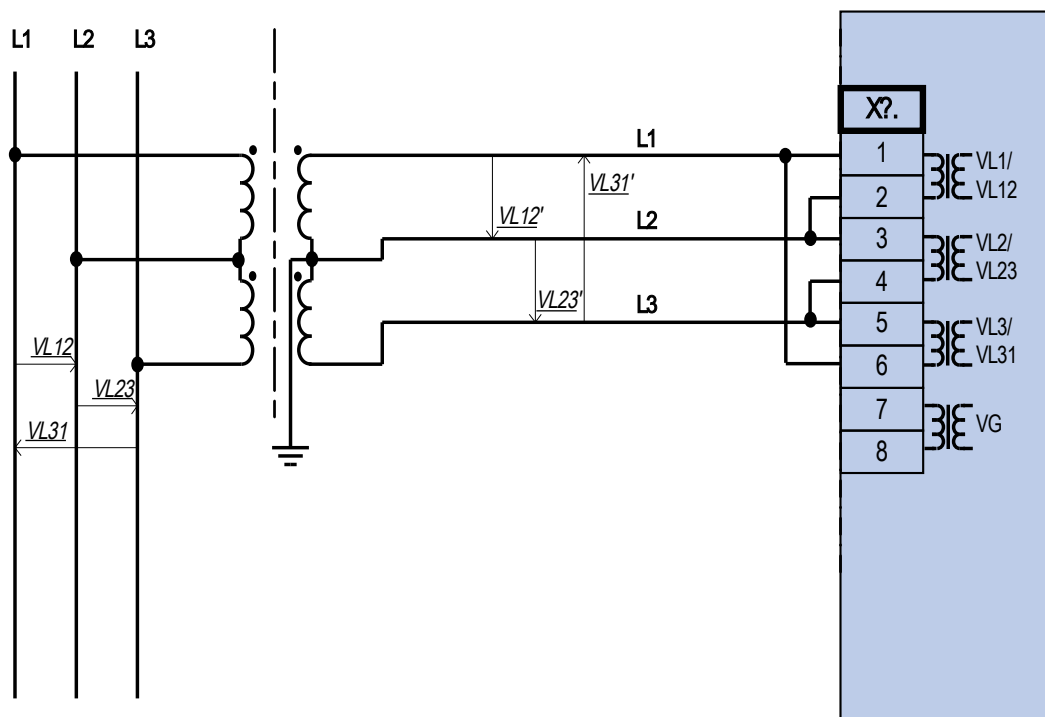 L1 L2 L3
X?.
L1
1
VL1/
VL12
VL31'
2
VL12'
L2
3
VL2/
VL23
4
VL23'
L3
5
VL3/
VL31
VL12
6
VL23
7
VG
VL31
8